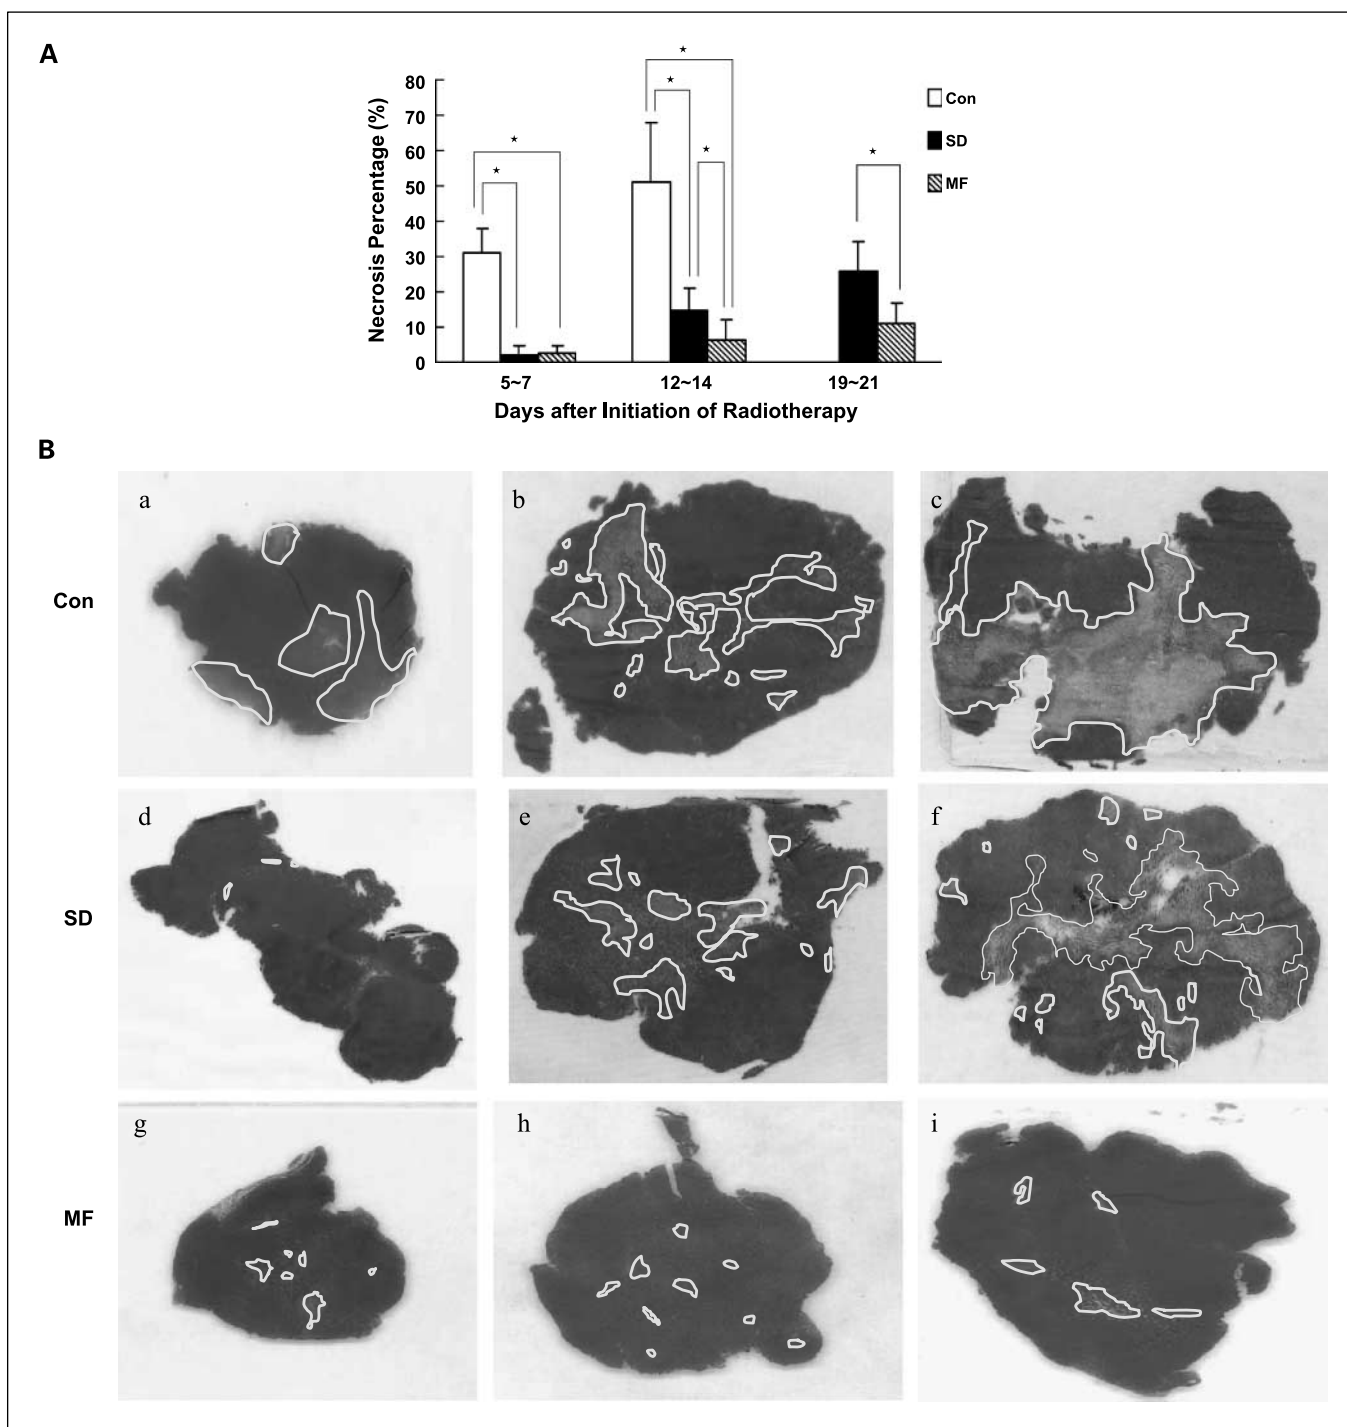 A
Necrosis Percentage (%)
80
70
60
50
40
30
20
10
0
★
★
★
★
★
★
Con
SD
MF
5~7
12~14
19~21
Days after Initiation of Radiotherapy
B
a
b
c
Con
d
e
f
SD
g
h
i
MF